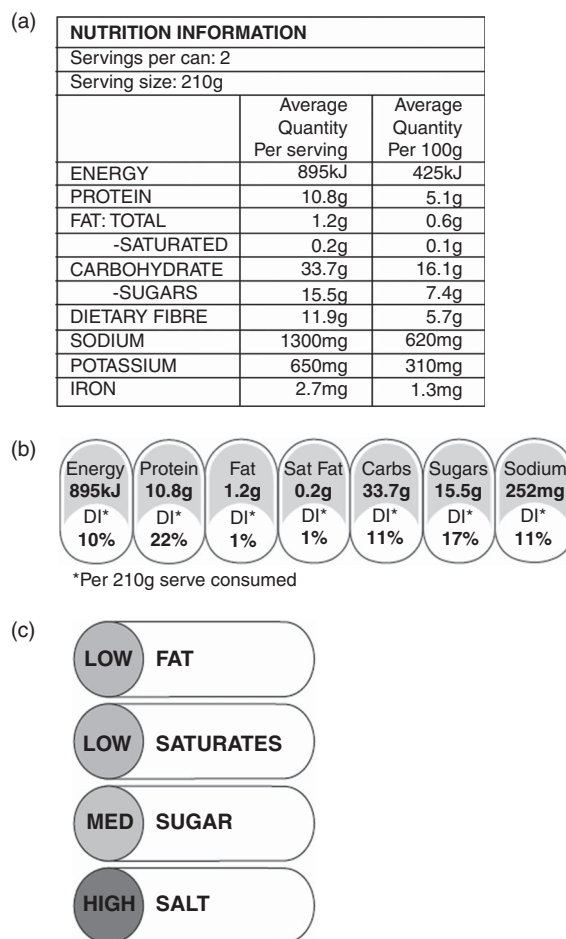 (a)
NUTRITION INFORMATION
Servings per can: 2
Serving size: 210g
Average Average
Quantity Quantity
Per serving Per 100g
ENERGY 895kJ 425kJ
PROTEIN 10.8g 5.1g
FAT: TOTAL 1.2g 0.6g
-SATURATED 0.2g 0.1g
CARBOHYDRATE 33.7g 16.1g
-SUGARS 15.5g 7.4g
DIETARY FIBRE 11.9g 5.7g
SODIUM 1300mg 620mg
POTASSIUM 650mg 310mg
IRON 2.7mg 1.3mg
(b)
Energy Protein Fat Sat Fat Carbs Sugars Sodium
895kJ 10.8g 1.2g 0.2g 33.7g 15.5g 252mg
DI* DI* DI* DI* DI* DI* DI*
10% 22% 1% 1% 11% 17% 11%
*Per 210g serve consumed
(c)
LOW FAT
LOW SATURATES
MED SUGAR
HIGH SALT